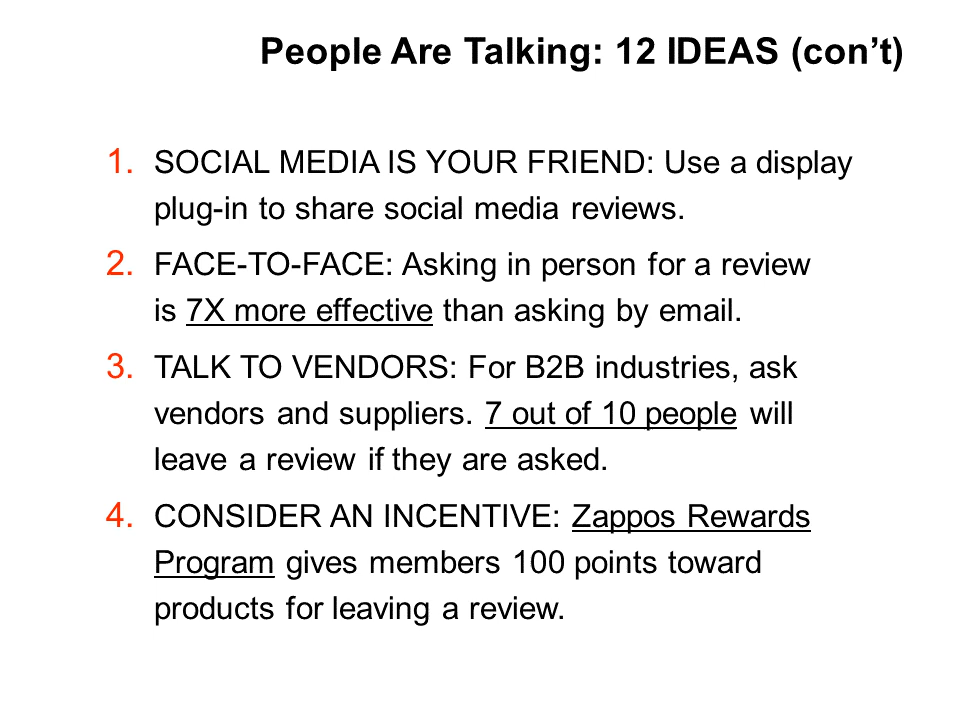 People Are Talking: 12 IDEAS (con’t)
1. SOCIAL MEDIA IS YOUR FRIEND: Use a display
plug-in to share social media reviews.
2. FACE-TO-FACE: Asking in person for a review
is 7X more effective than asking by email.
3. TALK TO VENDORS: For B2B industries, ask
vendors and suppliers. 7 out of 10 people will
leave a review if they are asked.
4. CONSIDER AN INCENTIVE: Zappos Rewards
Program gives members 100 points toward
products for leaving a review.